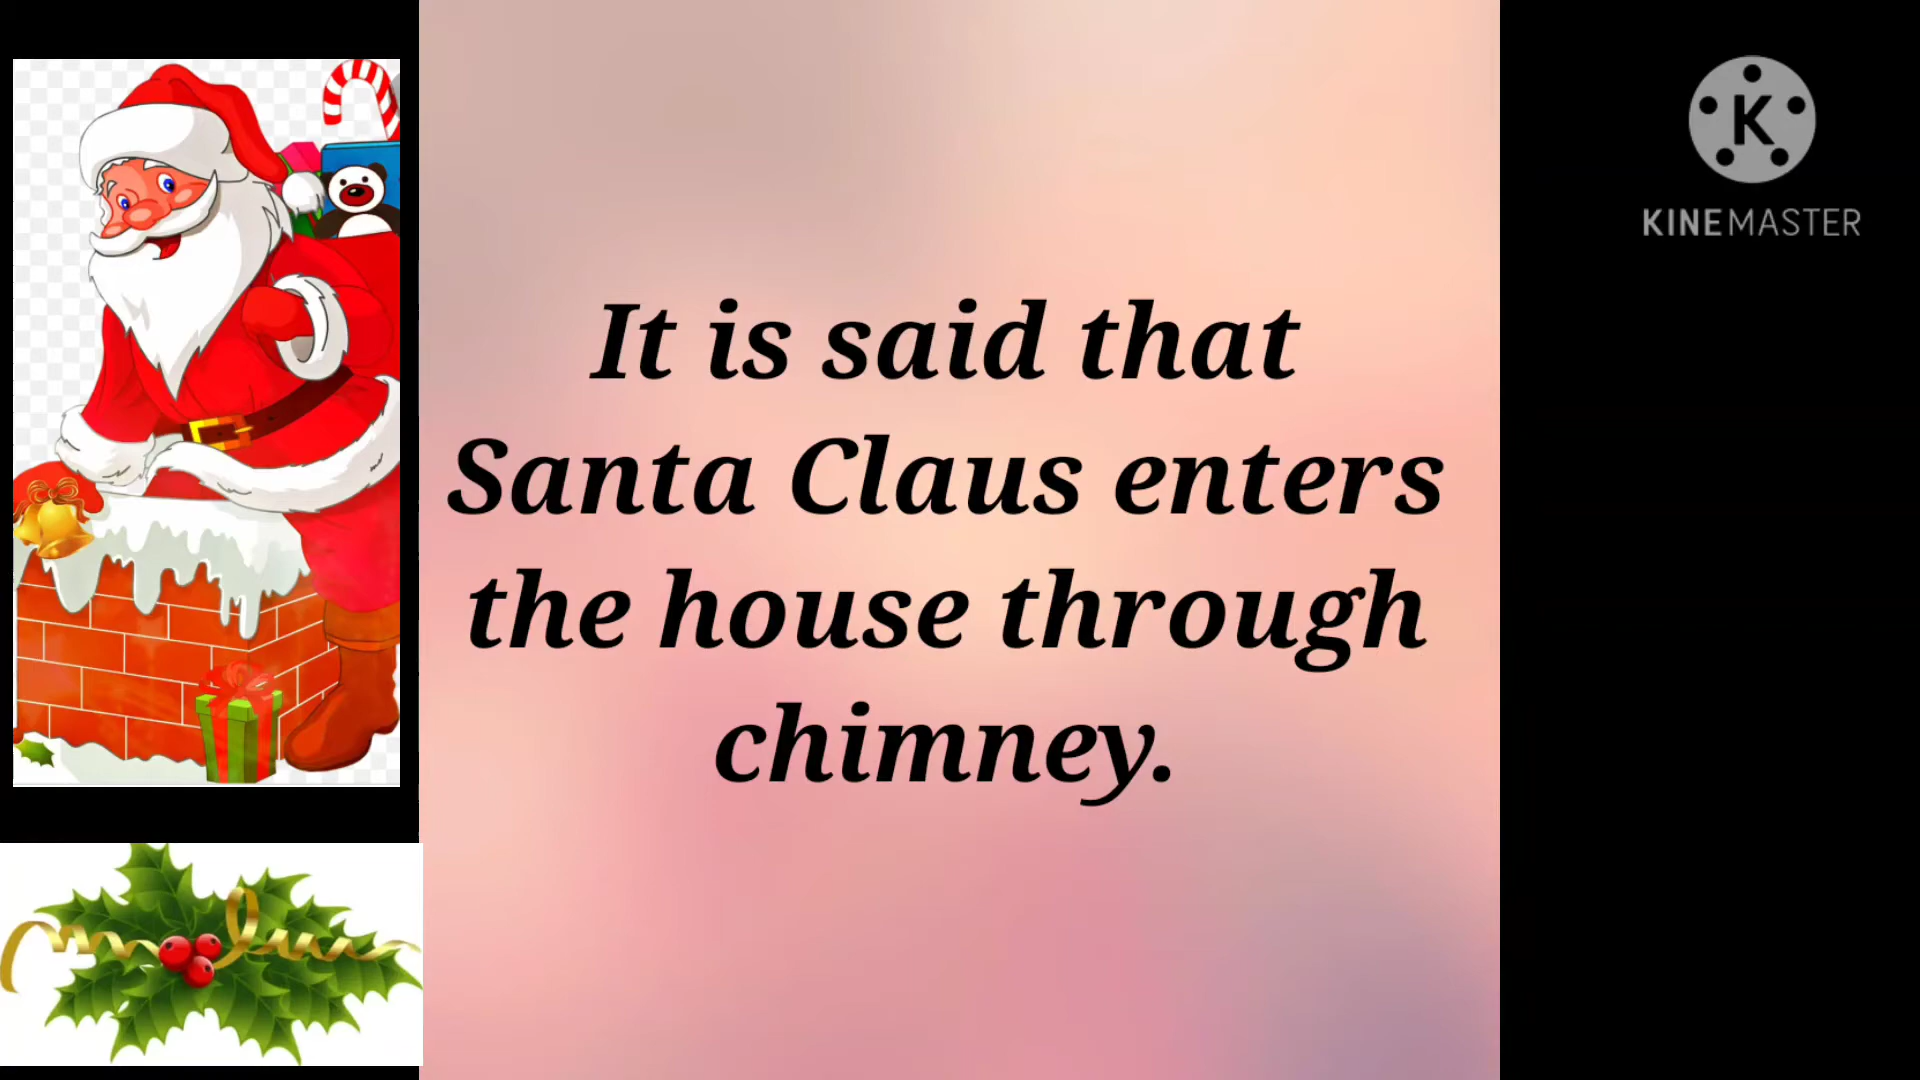 It is said that
Santa Claus enters
the house through
chimney.
K
KINEMASTER